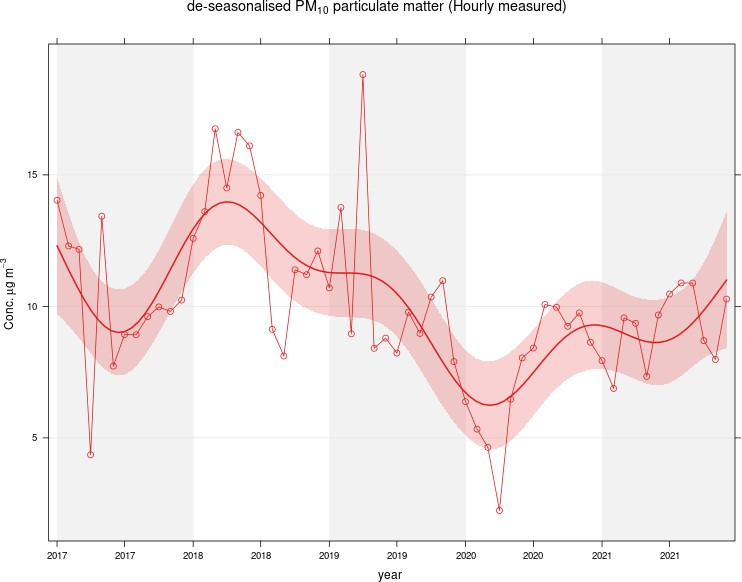 de-seasonalised PM₁₀ particulate matter (Hourly measured)
15
10
5
Conc. µg m⁻³
2017 2017 2018 2018 2019 2019 2020 2020 2021 2021
year